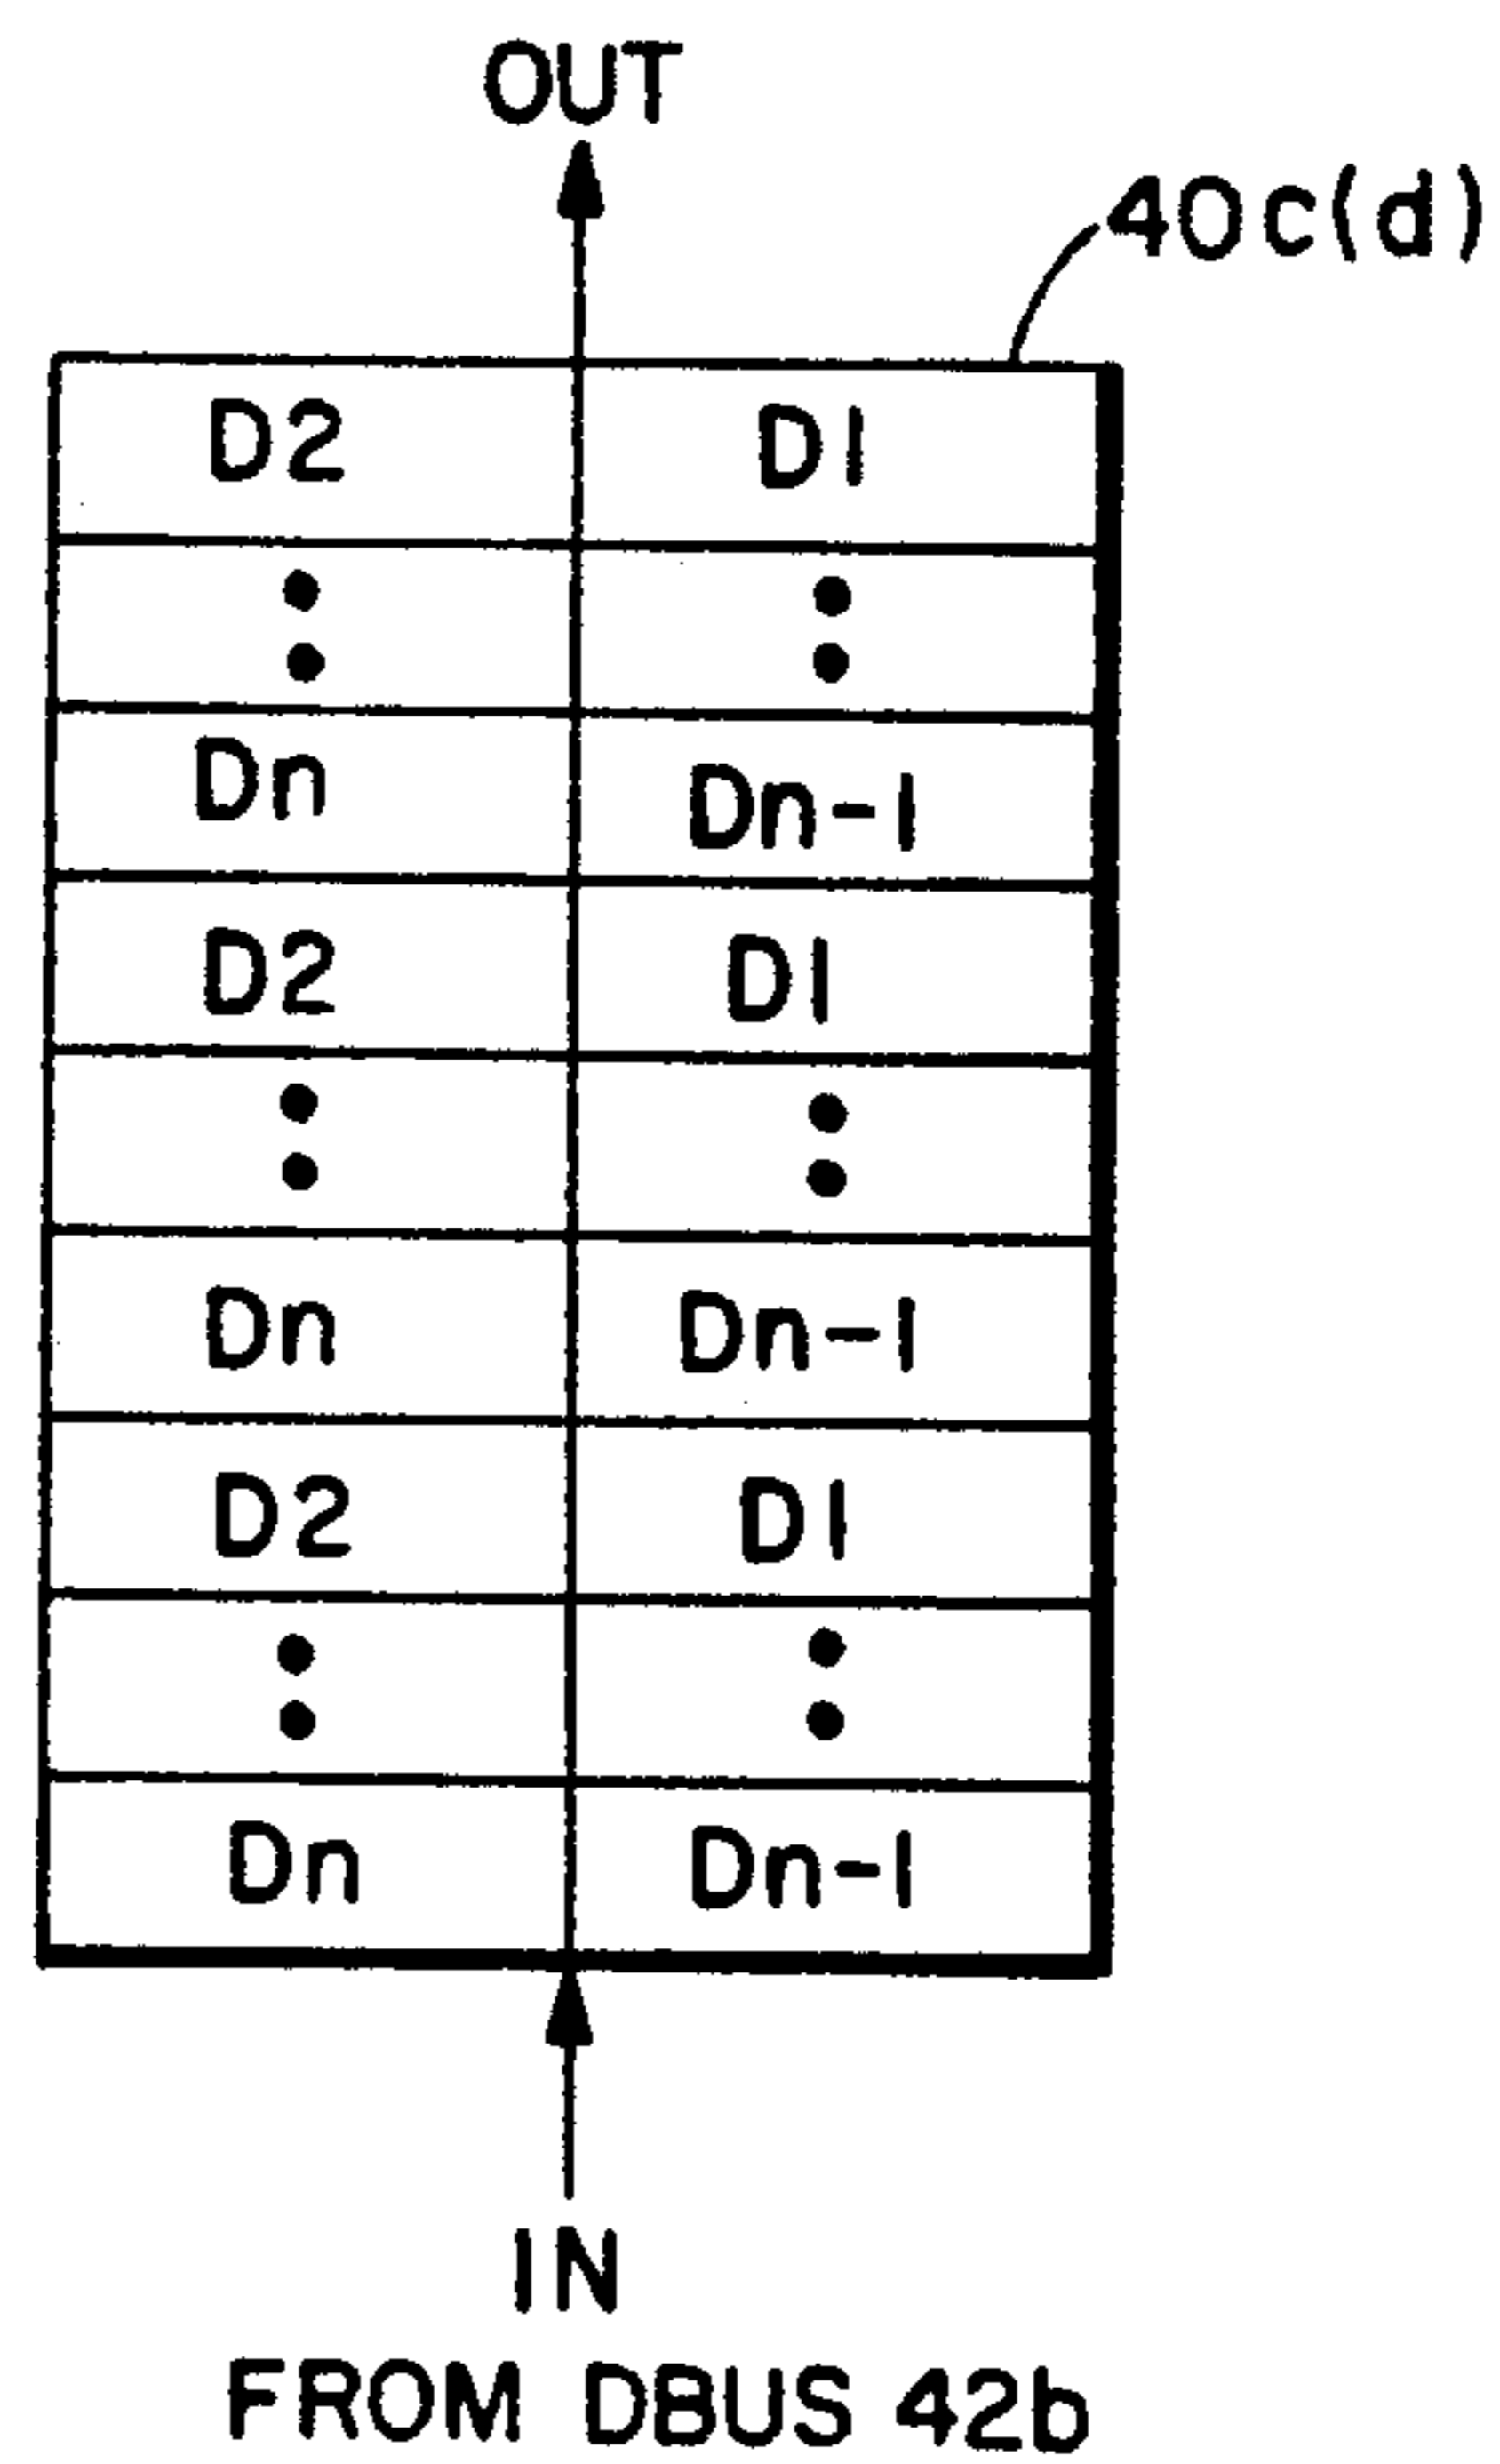 OUT
40c(d)
D2 D1
Dn Dn-1
D2 D1
Dn Dn-1
D2 D1
Dn Dn-1
IN
FROM DBUS 42b